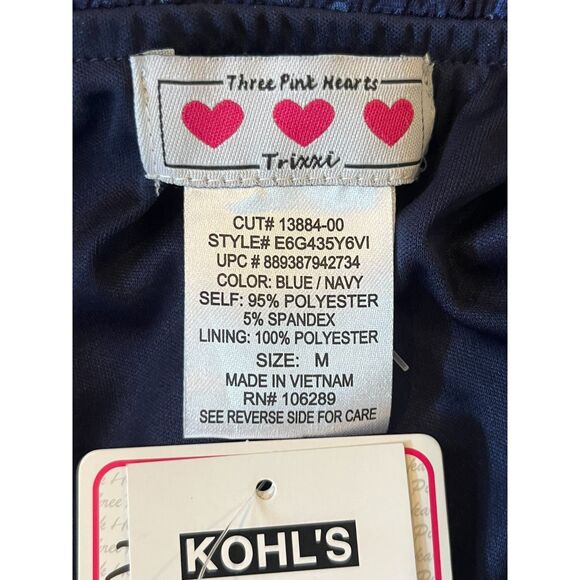 Three Pink Hearts
Trixxi
CUT# 13884-00
STYLE# E6G435Y6VI
UPC # 889387942734
COLOR: BLUE / NAVY
SELF: 95% POLYESTER
5% SPANDEX
LINING: 100% POLYESTER
SIZE: M
MADE IN VIETNAM
RN# 106289
SEE REVERSE SIDE FOR CARE
KOHL'S